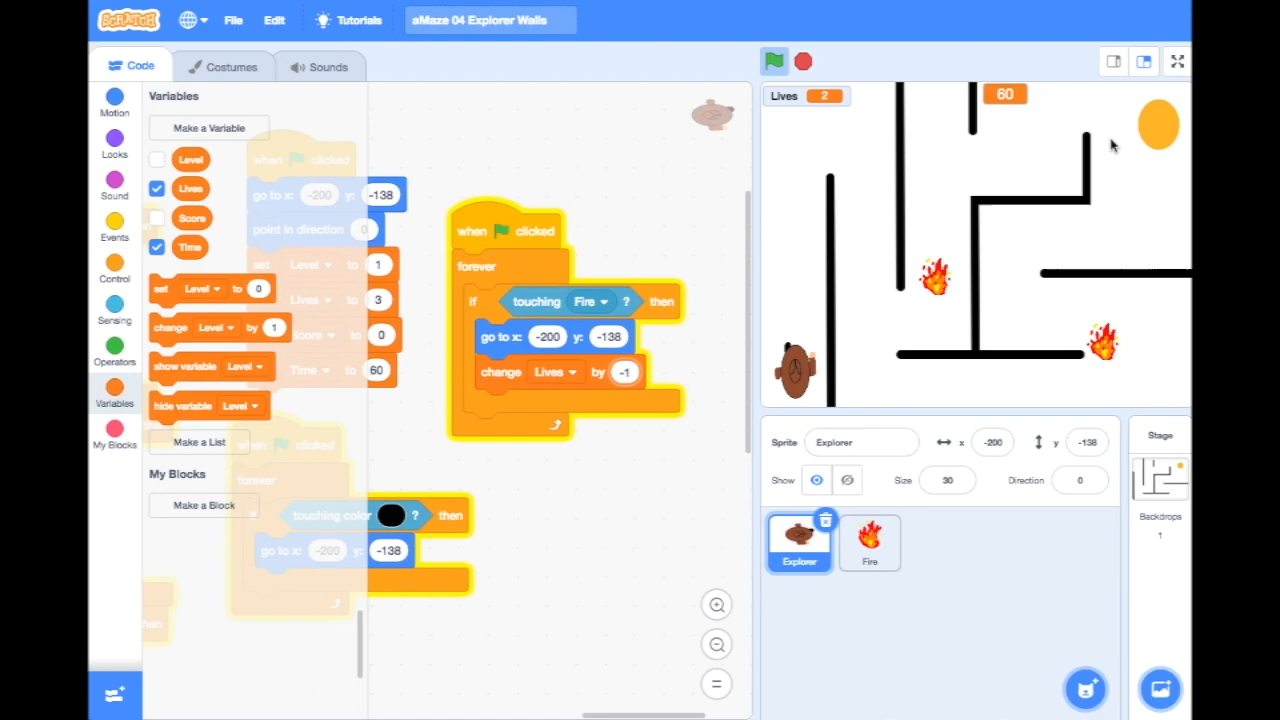 SCRATCH File Edit Tutorials aMaze 04 Explorer Walls
Code Costumes Sounds
Motion
Looks
Sound
Events
Control
Sensing
Operators
Variables
My Blocks
Variables
Make a Variable
Level
Lives
Score
Time
set Level to 0
change Level by 1
show variable Level
hide variable Level
Make a List
My Blocks
Make a Block
when clicked
go to x: -200 y: -138
point in direction 0
set Level to 1
Lives to 3
Score to 0
Time to 60
when clicked
forever
if touching color ? then
go to x: -200 y: -138
then
when clicked
forever
if touching Fire ? then
go to x: -200 y: -138
change Lives by -1
Lives 2
60
Sprite Explorer x -200 y -138
Show Size 30 Direction 0
Explorer
Fire
Stage
Backdrops
1